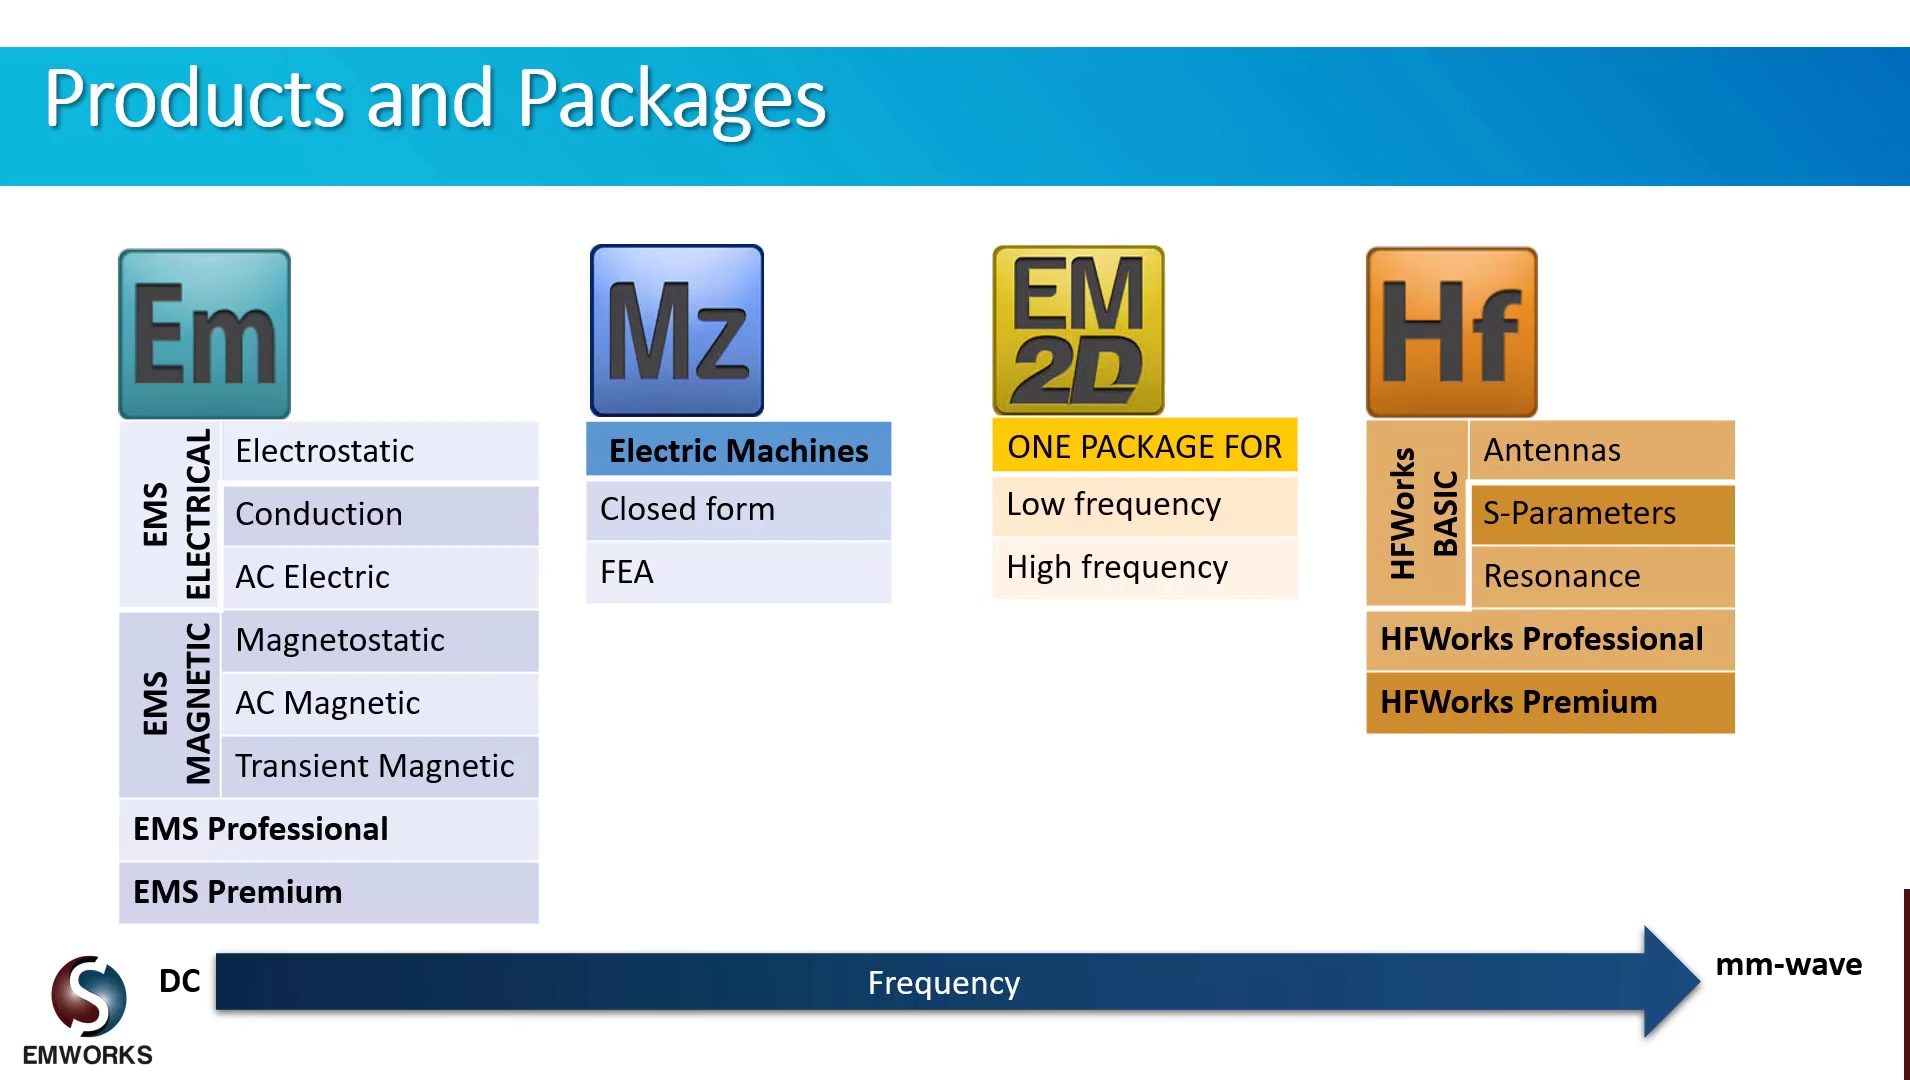 Products and Packages
Em
EMS
ELECTRICAL
Electrostatic
Conduction
AC Electric
EMS
MAGNETIC
Magnetostatic
AC Magnetic
Transient Magnetic
EMS Professional
EMS Premium
Mz
Electric Machines
Closed form
FEA
EM
2D
ONE PACKAGE FOR
Low frequency
High frequency
Hf
HFWorks
BASIC
Antennas
S-Parameters
Resonance
HFWorks Professional
HFWorks Premium
DC
Frequency
mm-wave
EMWORKS